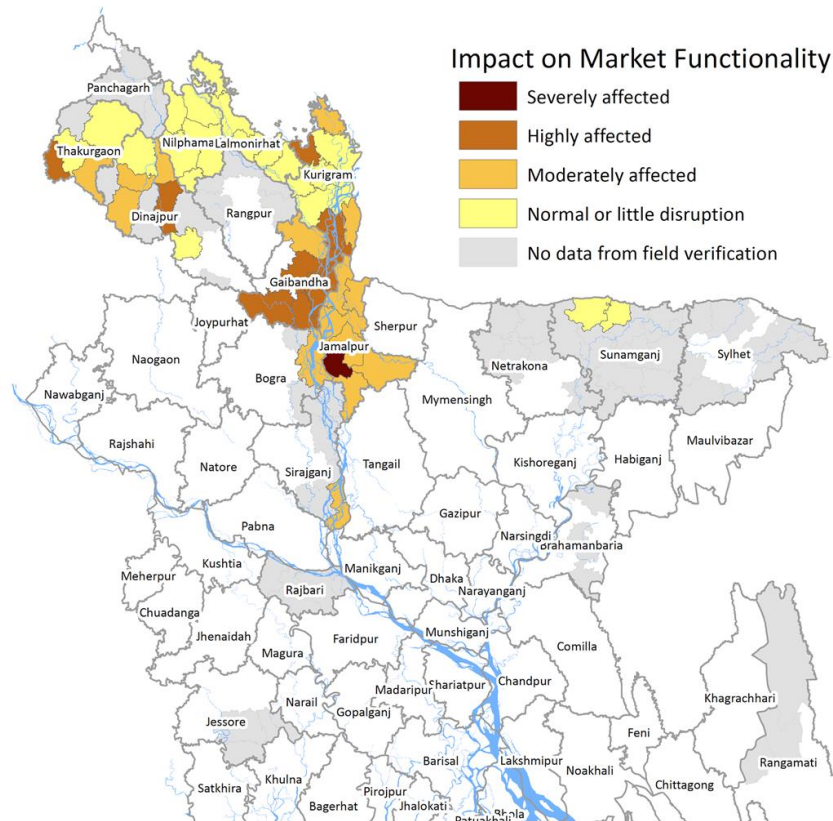 Impact on Market Functionality
Severely affected
Highly affected
Moderately affected
Normal or little disruption
No data from field verification
Panchagarh
Thakurgaon
Nilphama
Lalmonirhat
Kurigram
Dinajpur
Rangpur
Gaibandha
Joypurhat
Sherpur
Jamalpur
Naogaon
Bogra
Netrakona
Sunamganj
Sylhet
Nawabganj
Mymensingh
Rajshahi
Natore
Sirajganj
Tangail
Kishoreganj
Habiganj
Maulvibazar
Pabna
Gazipur
Narsingdi
Brahamanbaria
Kushtia
Meherpur
Manikganj
Dhaka
Narayanganj
Rajbari
Chuadanga
Jhenaidah
Magura
Faridpur
Munshiganj
Comilla
Narail
Madaripur
Shariatpur
Chandpur
Khagrachhari
Jessore
Gopalganj
Feni
Rangamati
Barisal
Lakshmipur
Noakhali
Chittagong
Satkhira
Khulna
Pirojpur
Bagerhat
Jhalokati
Bhola
Patuakhali